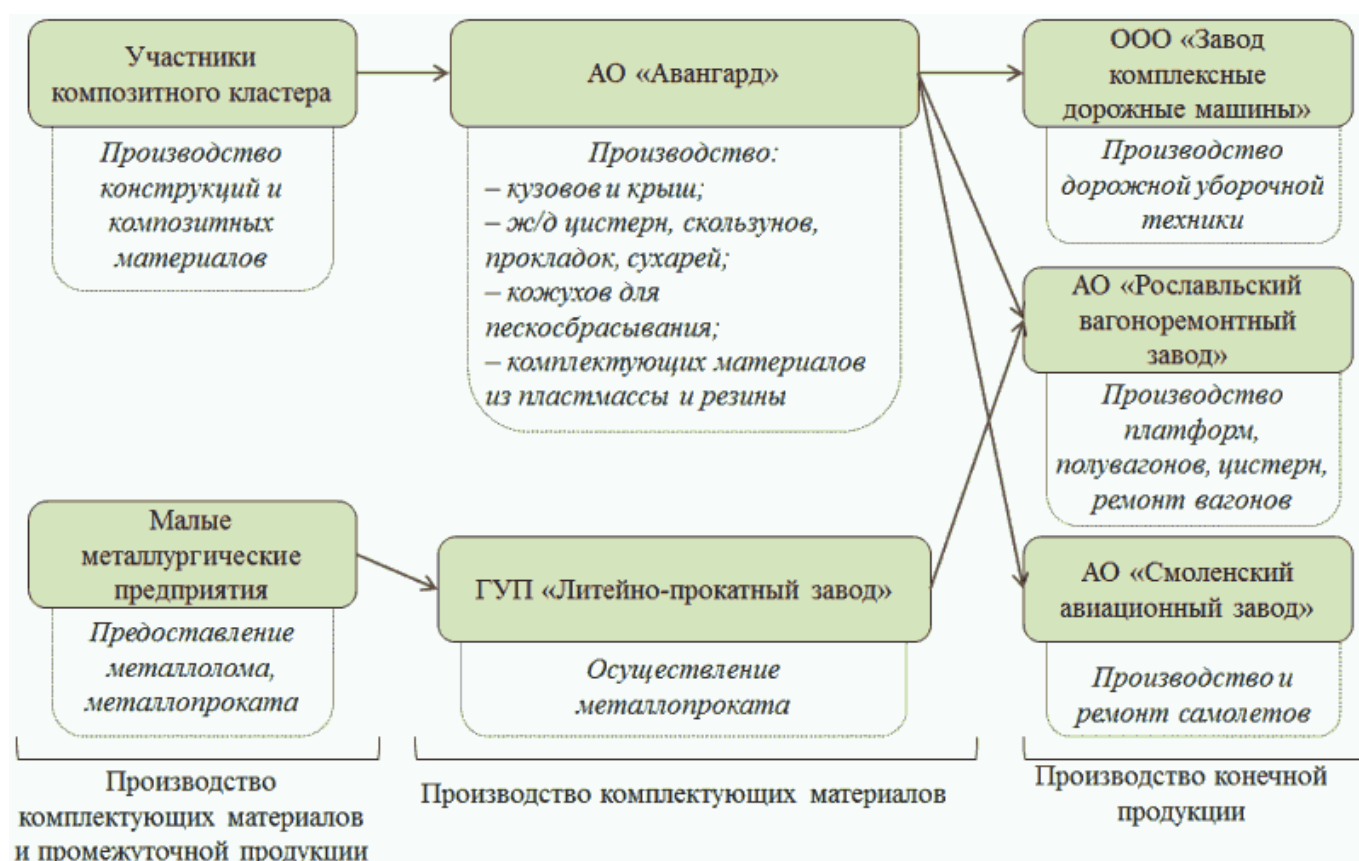 Участники
композитного кластера
Производство
конструкций и
композитных
материалов
АО «Авангард»
Производство:
– кузовов и крыш;
– ж/д цистерн, скользунов,
прокладок, сухарей;
– кожухов для
пескосбрасывания;
– комплектующих материалов
из пластмассы и резины
ООО «Завод
комплексные
дорожные машины»
Производство
дорожной уборочной
техники
АО «Рославльский
вагоноремонтный
завод»
Производство
платформ,
полувагонов, цистерн,
ремонт вагонов
Малые
металлургические
предприятия
Предоставление
металлолома,
металлопроката
ГУП «Литейно-прокатный завод»
Осуществление
металлопроката
АО «Смоленский
авиационный завод»
Производство и
ремонт самолетов
Производство
комплектующих материалов
и промежуточной продукции
Производство комплектующих материалов
Производство конечной
продукции